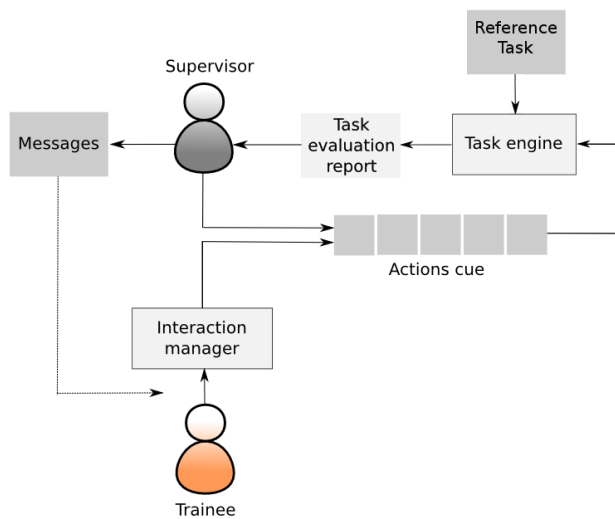 Reference
Task
Supervisor
Messages
Task
evaluation
report
Task engine
Actions cue
Interaction
manager
Trainee